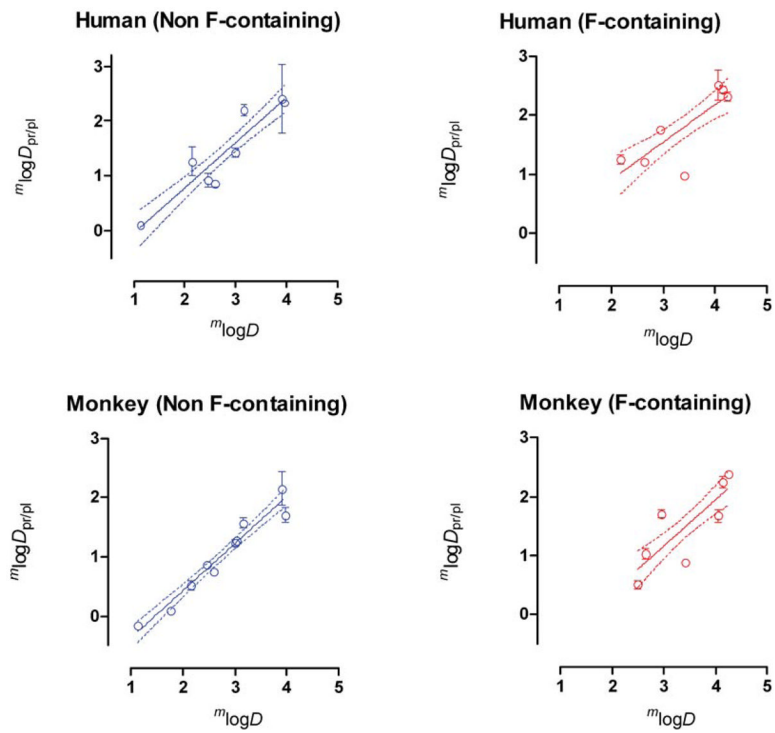 Human (Non F-containing)
3
2
1
0
mlogDpr/pl
1 2 3 4 5
mlogD
Human (F-containing)
3
2
1
0
mlogDpr/pl
1 2 3 4 5
mlogD
Monkey (Non F-containing)
3
2
1
0
mlogDpr/pl
1 2 3 4 5
mlogD
Monkey (F-containing)
3
2
1
0
mlogDpr/pl
1 2 3 4 5
mlogD